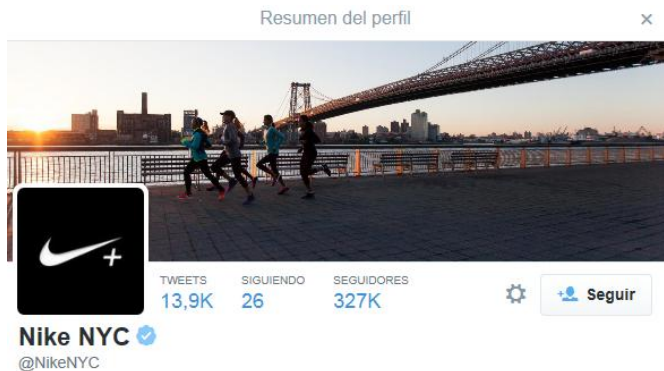 Resumen del perfil
TWEETS SIGUIENDO SEGUIDORES
13,9K 26 327K
Seguir
Nike NYC
@NikeNYC